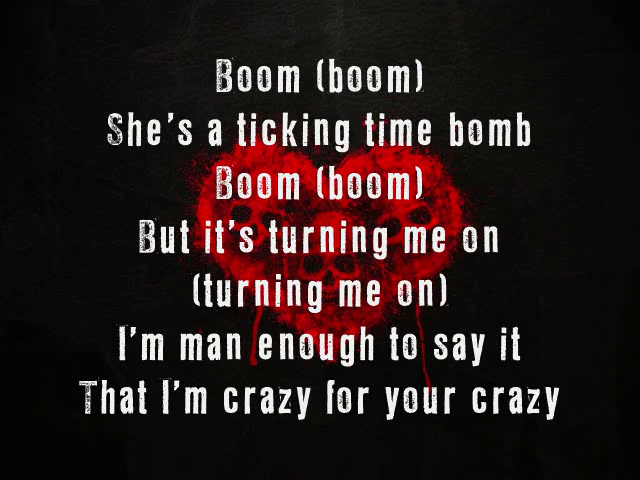 Boom (boom)
She's a ticking time bomb
Boom (boom)
But it's turning me on
(turning me on)
I'm man enough to say it
That I'm crazy for your crazy